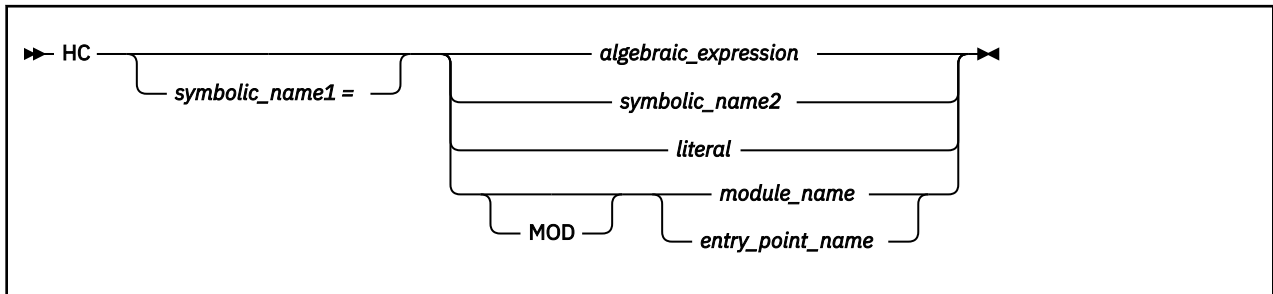 HC algebraic_expression
symbolic_name1 =
symbolic_name2
literal
module_name
MOD
entry_point_name